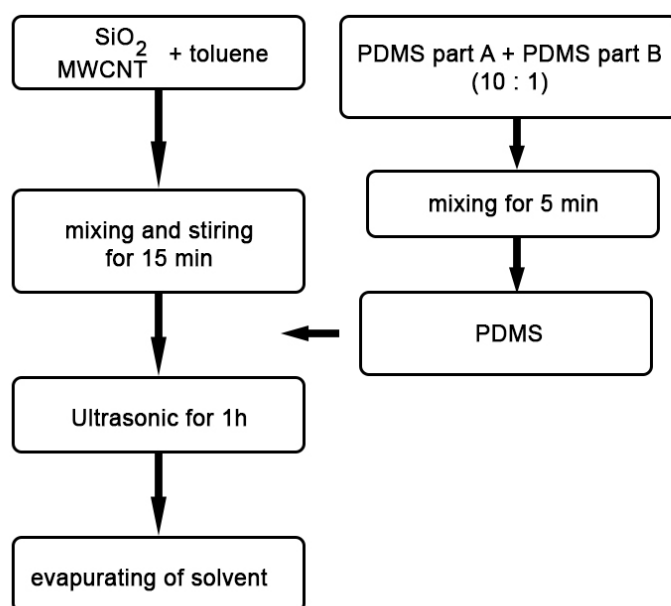 SiO2
MWCNT + toluene
mixing and stiring
for 15 min
Ultrasonic for 1h
evapurating of solvent
PDMS part A + PDMS part B
(10 : 1)
mixing for 5 min
PDMS